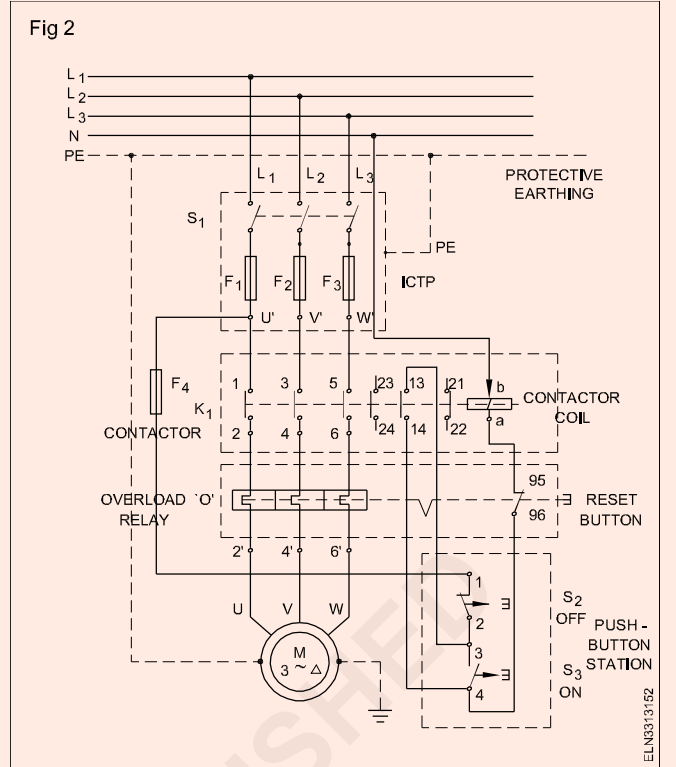 Fig 2
L1
L2
L3
N
PE
L1 L2 L3
PROTECTIVE
EARTHING
S1
PE
F1 F2 F3 ICTP
U' V' W'
F4
1 3 5 23 13 21 b
K1
CONTACTOR
COIL
a
2 4 6 24 14 22
CONTACTOR
95
OVERLOAD `O'
RELAY
RESET
BUTTON
96
2' 4' 6'
1
U V W
S2
OFF
2
PUSH -
BUTTON
STATION
3
M
3 ~ △
S3
ON
4
ELN3313152
SHED